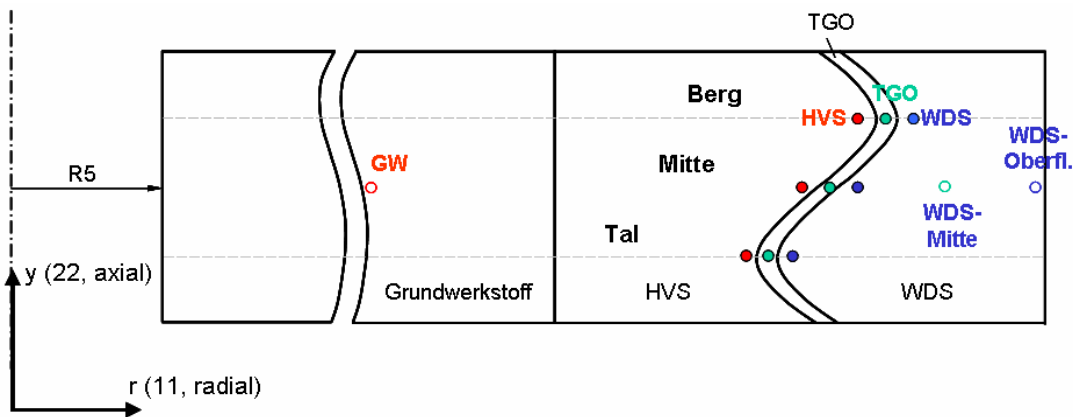 TGO
Berg
TGO
HVS
WDS
WDS-
Oberfl.
GW
Mitte
R5
WDS-
Mitte
Tal
y (22, axial)
Grundwerkstoff
HVS
WDS
r (11, radial)